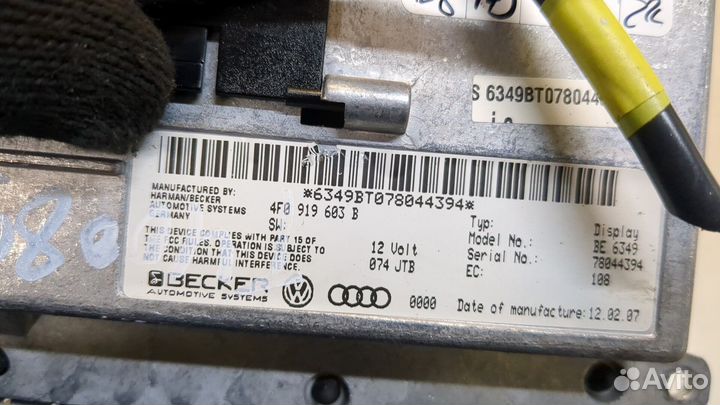 S 6349BT07804
*6349BT078044394*
MANUFACTURED BY:
HARMAN/BECKER
AUTOMOTIVE SYSTEMS
GERMANY
4F0 919 603 B
SW:
THIS DEVICE COMPLIES WITH PART 15 OF
THE FCC RULES. OPERATION IS SUBJECT TO
THE CONDITION THAT THIS DEVICE DOES
NOT CAUSE HARMFUL INTERFERENCE
12 Volt
074 JTB
Typ: Display
Model No.: BE 6349
Serial No.: 78044394
EC: 108
BECKER
AUTOMOTIVE SYSTEMS
0000
Date of manufacture: 12.02.07
Avito